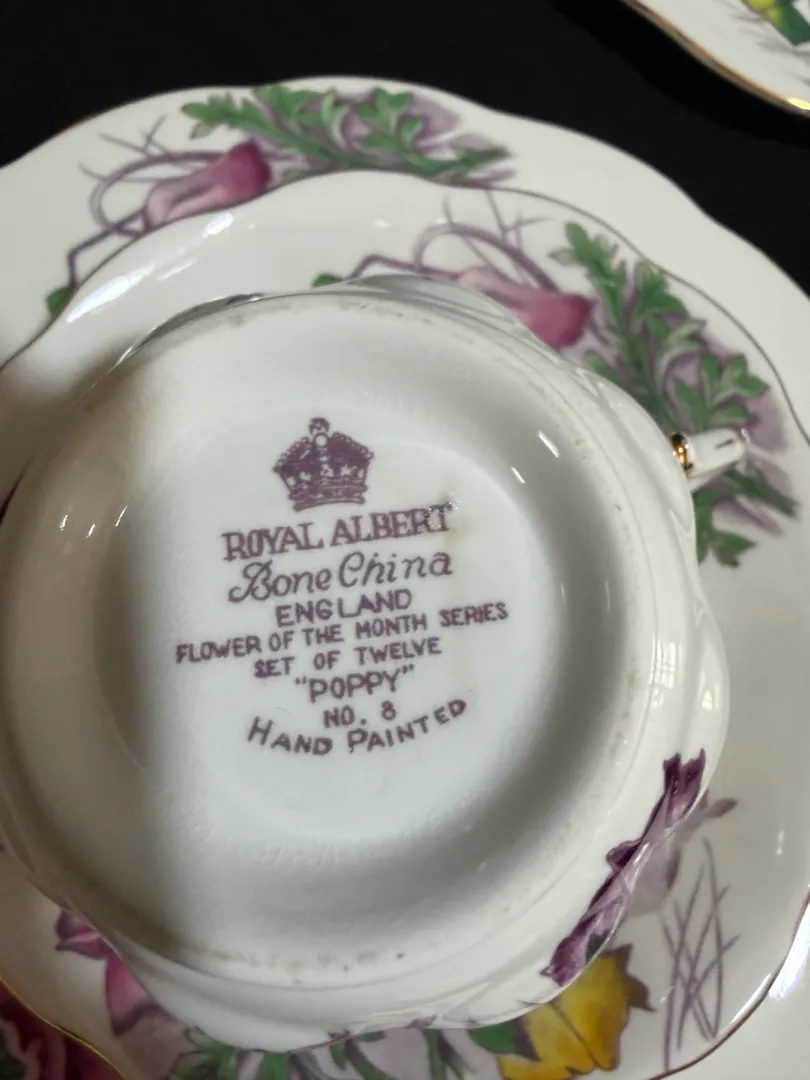 ROYAL ALBERT
Bone China
ENGLAND
FLOWER OF THE MONTH SERIES
SET OF TWELVE
"POPPY"
NO. 8
HAND PAINTED